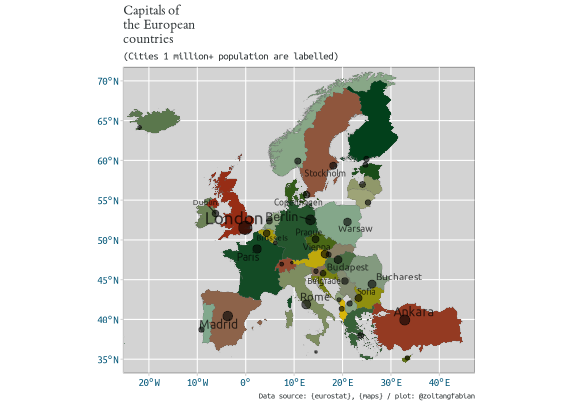 Capitals of
the European
countries
(Cities 1 million+ population are labelled)
70°N
65°N
60°N
Stockholm
55°N
Copenhagen
Dublin
London
Berlin
Warsaw
Brussels
Prague
50°N
Vienna
Paris
Budapest
45°N
Belgrade
Bucharest
Sofia
Rome
Ankara
Madrid
40°N
35°N
20°W
10°W
0°
10°E
20°E
30°E
40°E
Data source: {eurostat}, {maps} / plot: @zoltangfabian